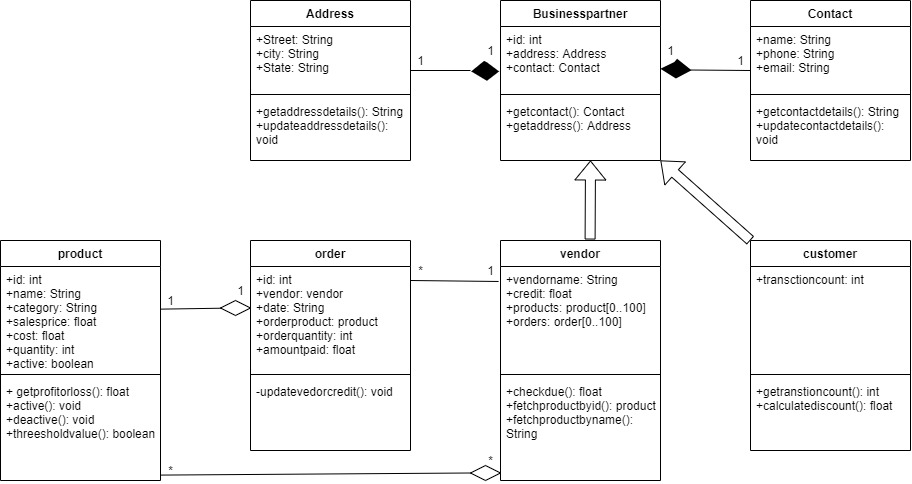 Address
+Street: String
+city: String
+State: String
+getaddressdetails(): String
+updateaddressdetails():
void
1
1
Businesspartner
+id: int
+address: Address
+contact: Contact
+getcontact(): Contact
+getaddress(): Address
1
1
Contact
+name: String
+phone: String
+email: String
+getcontactdetails(): String
+updatecontactdetails():
void
product
+id: int
+name: String
+category: String
+salesprice: float
+cost: float
+quantity: int
+active: boolean
+ getprofitorloss(): float
+active(): void
+deactive(): void
+threesholdvalue(): boolean
1
1
order
+id: int
+vendor: vendor
+date: String
+orderproduct: product
+orderquantity: int
+amountpaid: float
-updatevedorcredit(): void
*
1
vendor
+vendorname: String
+credit: float
+products: product[0..100]
+orders: order[0..100]
+checkdue(): float
+fetchproductbyid(): product
+fetchproductbyname():
String
customer
+transctioncount: int
+getranstioncount(): int
+calculatediscount(): float
*
*